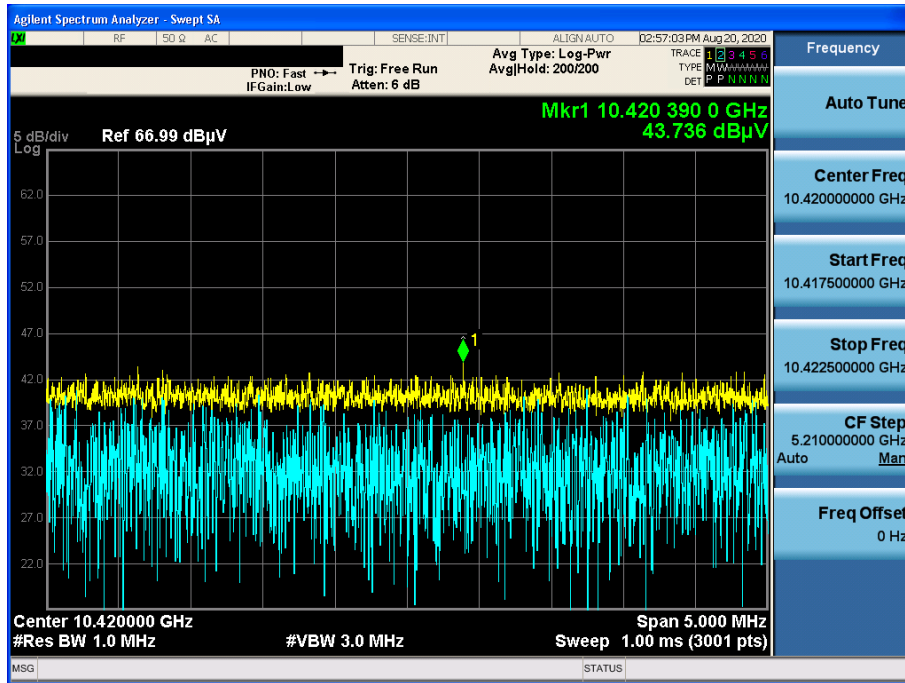 Agilent Spectrum Analyzer - Swept SA
LXI RF 50 Ω AC SENSE:INT ALIGN AUTO 02:57:03 PM Aug 20, 2020
Frequency
PNO: Fast
IFGain:Low
Trig: Free Run
Atten: 6 dB
Avg Type: Log-Pwr
Avg|Hold: 200/200
TRACE 1 2 3 4 5 6
TYPE MWWWWW
DET P P N N N N
Auto Tune
Mkr1 10.420 390 0 GHz
43.736 dBµV
5 dB/div
Log
Ref 66.99 dBµV
62.0
57.0
52.0
47.0
42.0
37.0
32.0
27.0
22.0
1
Center Freq
10.420000000 GHz
Start Freq
10.417500000 GHz
Stop Freq
10.422500000 GHz
CF Step
5.210000000 GHz
Auto Man
Freq Offset
0 Hz
Center 10.420000 GHz
Span 5.000 MHz
#Res BW 1.0 MHz
#VBW 3.0 MHz
Sweep 1.00 ms (3001 pts)
MSG
STATUS